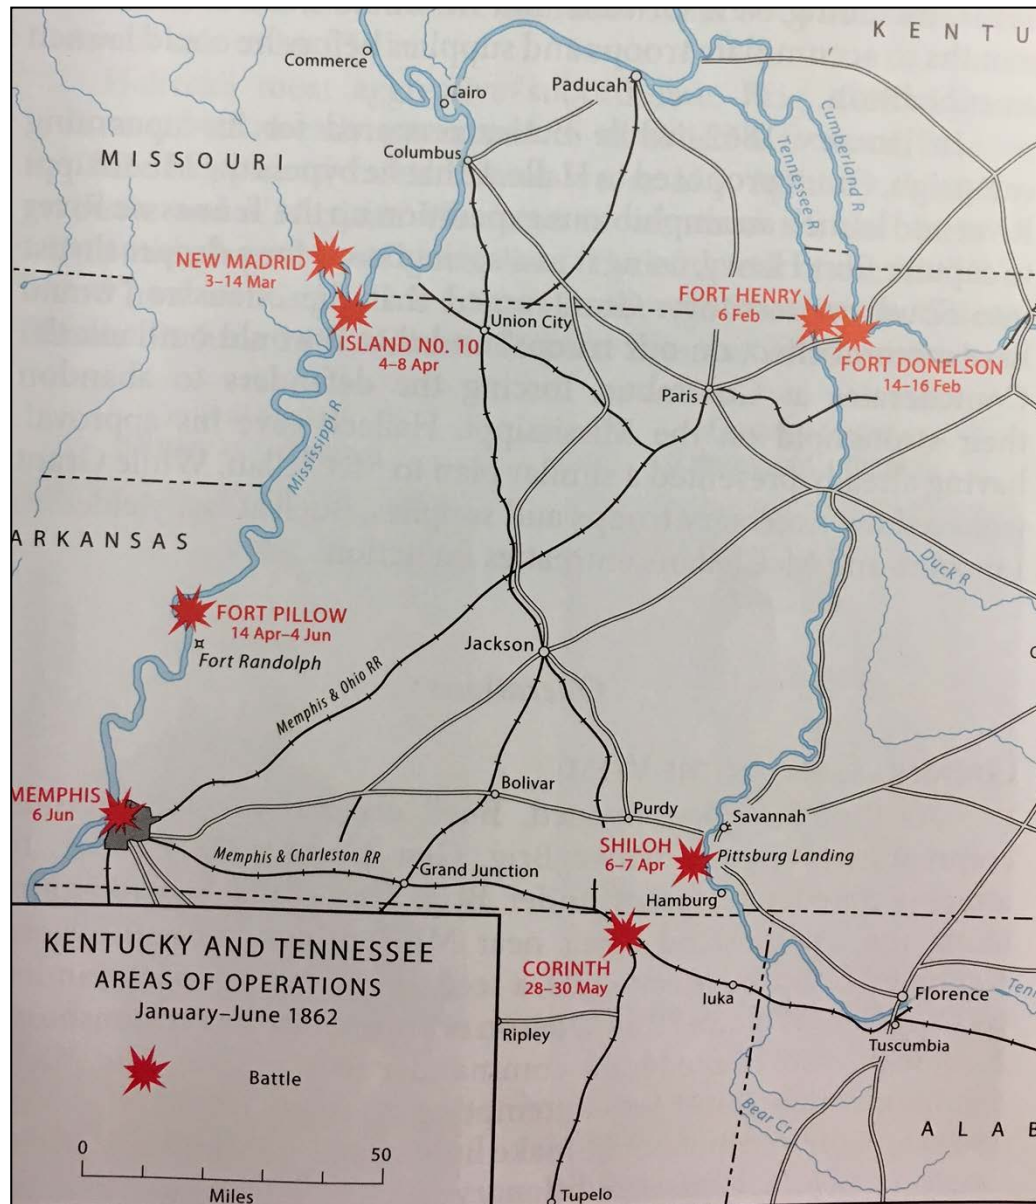 KENTU
Commerce
Paducah
Cairo
Columbus
MISSOURI
Tennessee R
Cumberland R
NEW MADRID
3–14 Mar
ISLAND NO. 10
4–8 Apr
Union City
FORT HENRY
6 Feb
FORT DONELSON
14–16 Feb
Paris
Mississippi R
ARKANSAS
Duck R
FORT PILLOW
14 Apr–4 Jun
Fort Randolph
Jackson
Memphis & Ohio RR
MEMPHIS
6 Jun
Bolivar
Purdy
Savannah
SHILOH
6–7 Apr
Pittsburg Landing
Memphis & Charleston RR
Grand Junction
Hamburg
CORINTH
28–30 May
Iuka
Florence
Tenn
Tuscumbia
Ripley
Bear Cr
ALAB
Tupelo
KENTUCKY AND TENNESSEE
AREAS OF OPERATIONS
January–June 1862
Battle
0 50
Miles